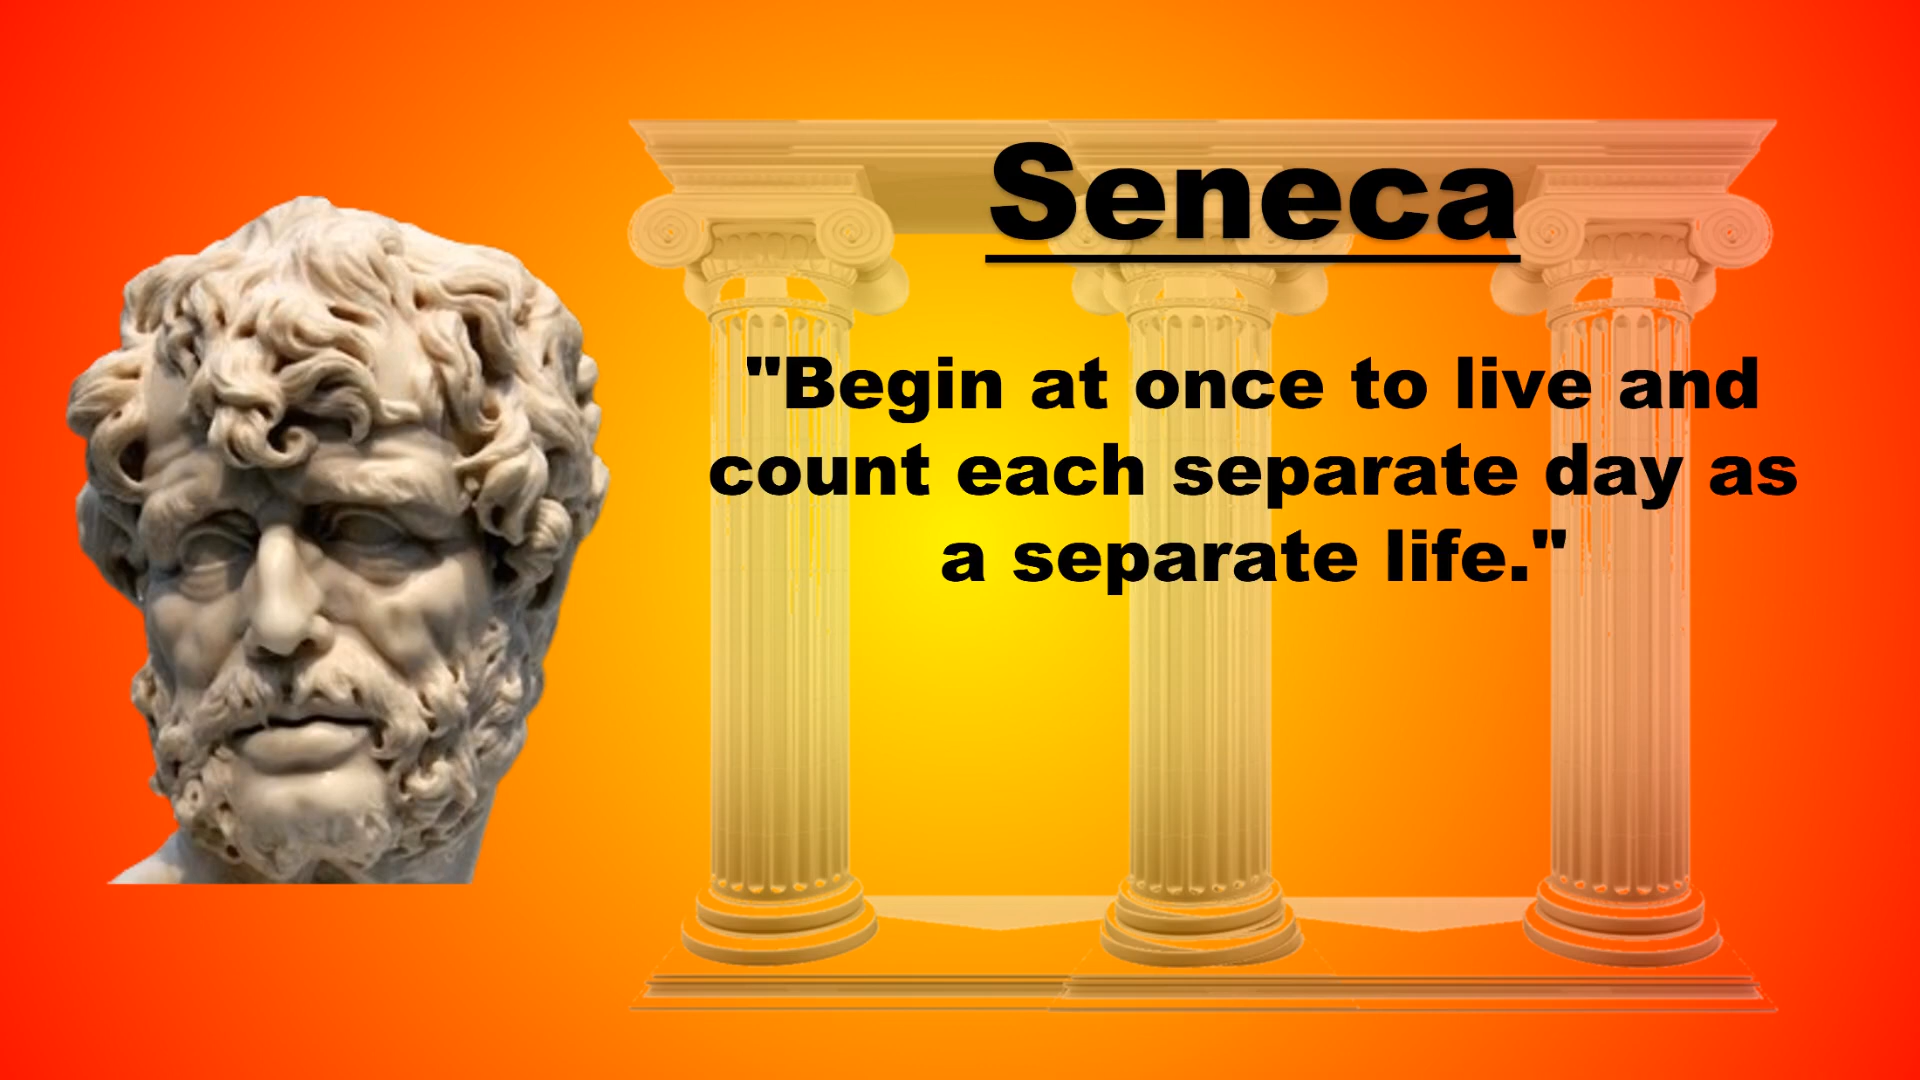 Seneca
"Begin at once to live and
count each separate day as
a separate life."